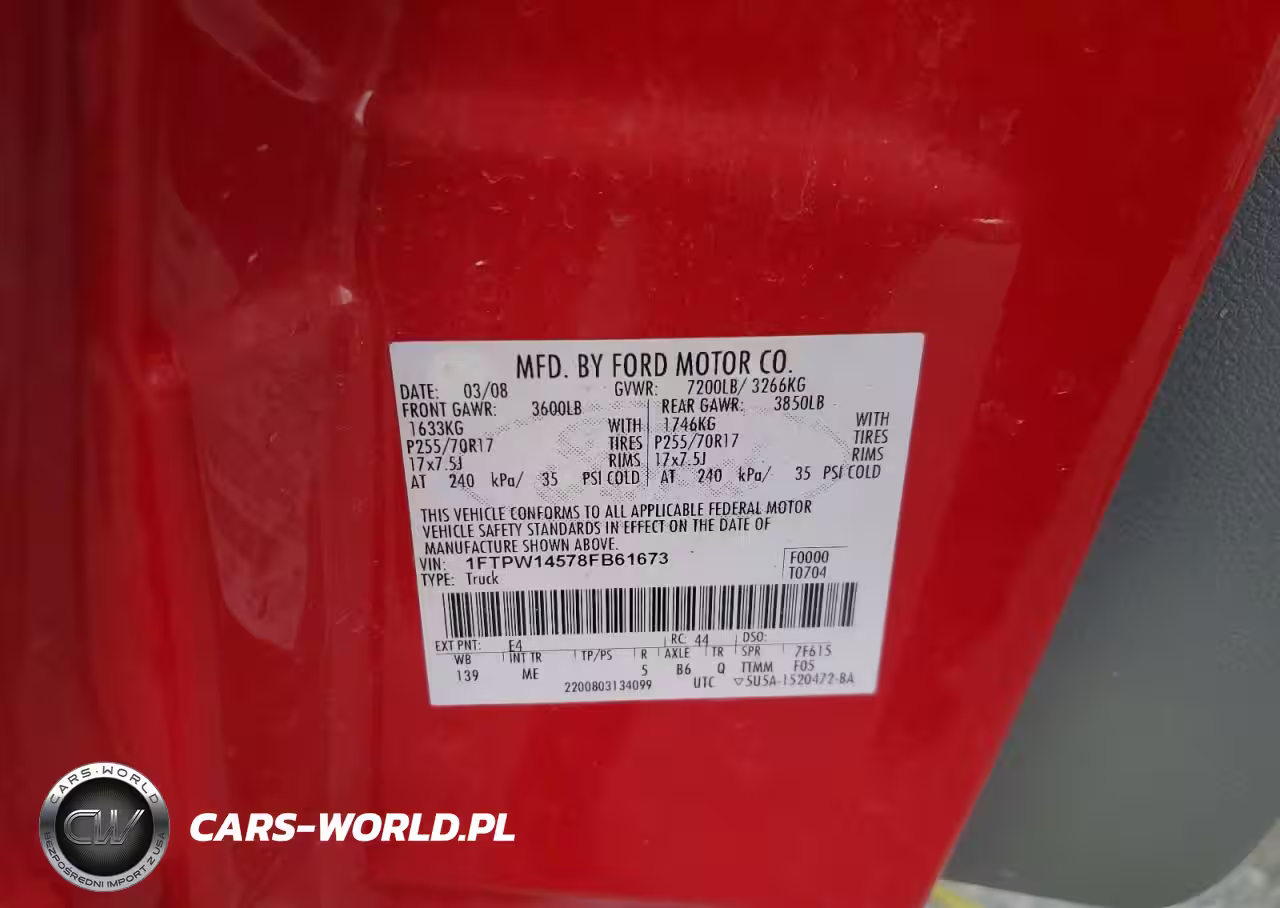 MFD. BY FORD MOTOR CO.
DATE: 03/08 GVWR: 7200LB/ 3266KG
FRONT GAWR: 3600LB REAR GAWR: 3850LB
1633KG WITH 1746KG WITH
P255/70R17 TIRES P255/70R17 TIRES
17x7.5J RIMS 17x7.5J RIMS
AT 240 kPa/ 35 PSI COLD AT 240 kPa/ 35 PSI COLD
THIS VEHICLE CONFORMS TO ALL APPLICABLE FEDERAL MOTOR
VEHICLE SAFETY STANDARDS IN EFFECT ON THE DATE OF
MANUFACTURE SHOWN ABOVE.
VIN: 1FTPW14578FB61673 F0000
TYPE: Truck T0704
EXT PNT: E4 RC: 44 DSO:
WB INT TR TP/PS R AXLE TR SPR 7F615
139 ME 5 B6 Q TTMM F05
2200803134099 UTC ▽5U5A-1520472-BA
CARS-WORLD
CW
BEZPOŚREDNI IMPORT Z USA
CARS-WORLD.PL